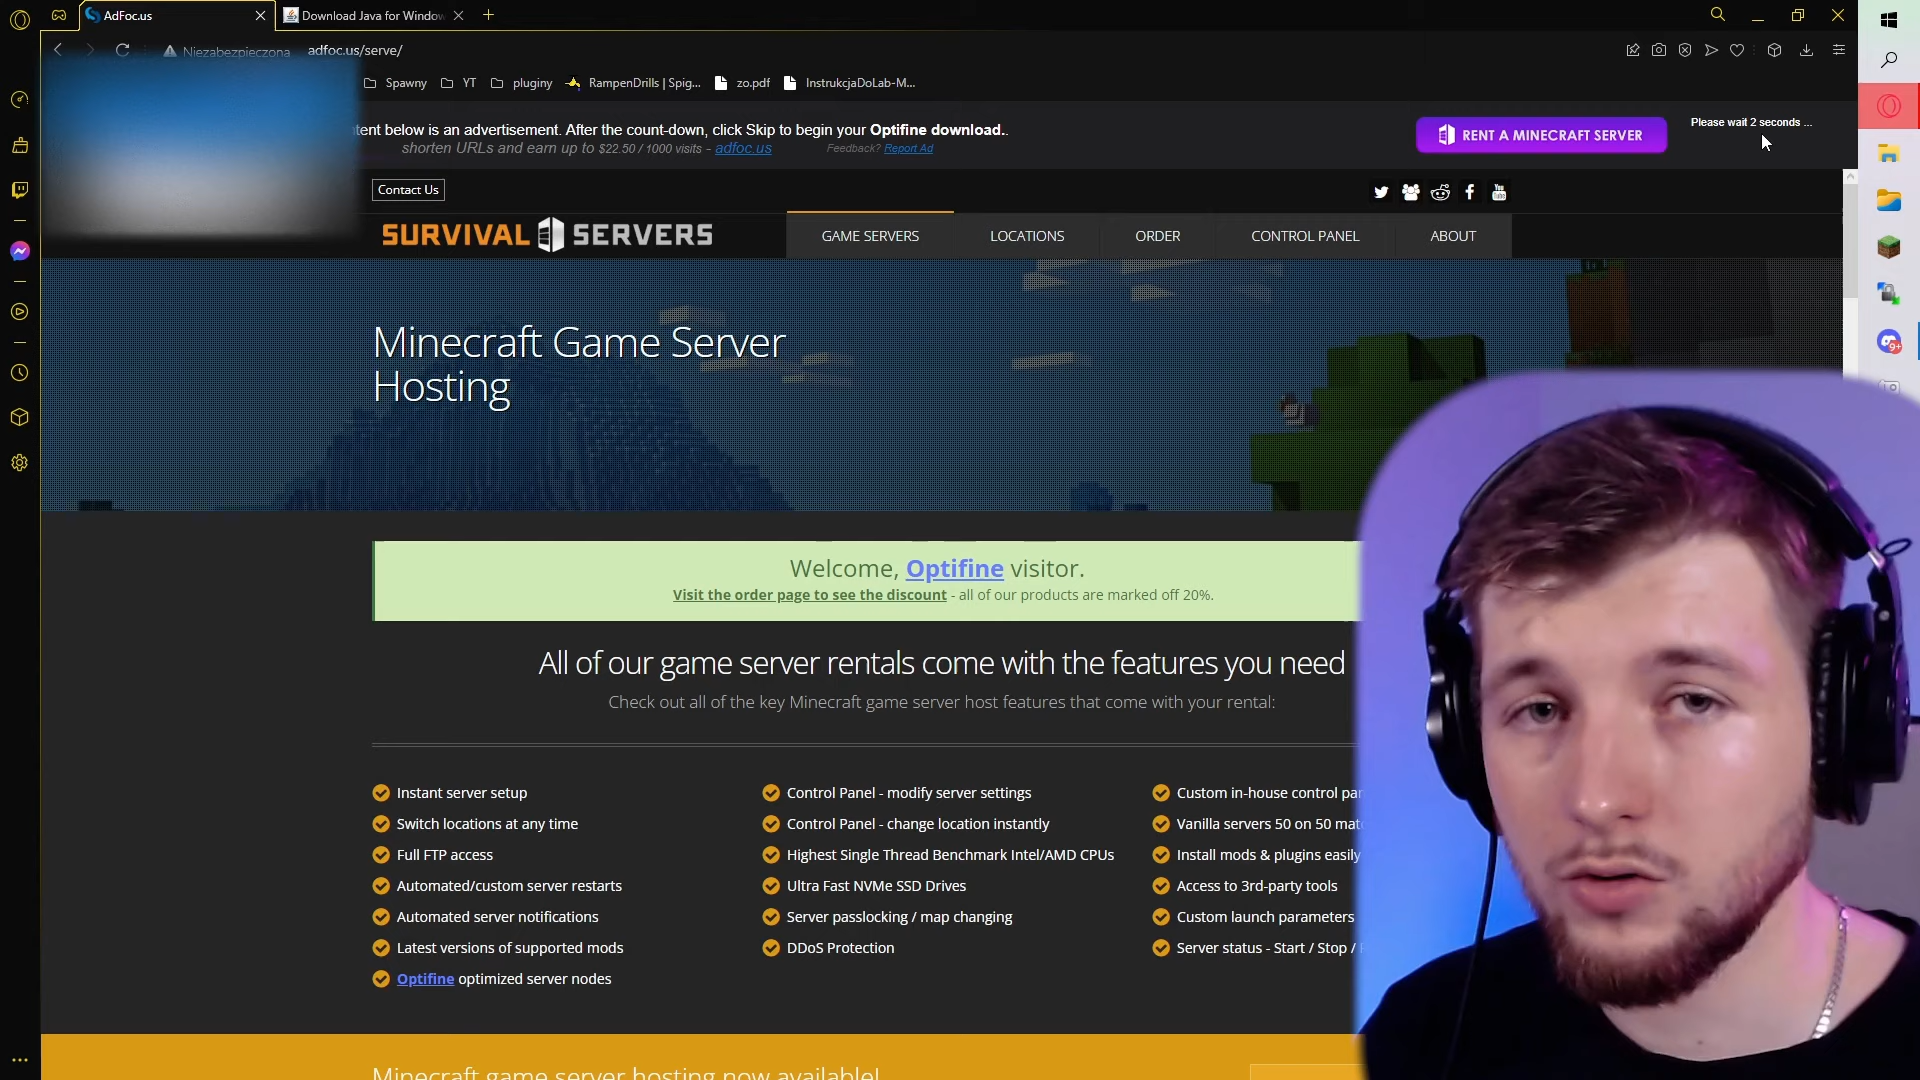 AdFoc.us
Download Java for Window
Niezabezpieczona
adfoc.us/serve/
Spawny
YT
pluginy
RampenDrills | Spig...
zo.pdf
InstrukcjaDoLab-M...
tent below is an advertisement. After the count-down, click Skip to begin your Optifine download..
shorten URLs and earn up to $22.50 / 1000 visits - adfoc.us
Feedback? Report Ad
RENT A MINECRAFT SERVER
Please wait 2 seconds ...
Contact Us
SURVIVAL SERVERS
GAME SERVERS
LOCATIONS
ORDER
CONTROL PANEL
ABOUT
Minecraft Game Server
Hosting
Welcome, Optifine visitor.
Visit the order page to see the discount - all of our products are marked off 20%.
All of our game server rentals come with the features you need
Check out all of the key Minecraft game server host features that come with your rental:
Instant server setup
Switch locations at any time
Full FTP access
Automated/custom server restarts
Automated server notifications
Latest versions of supported mods
Optifine optimized server nodes
Control Panel - modify server settings
Control Panel - change location instantly
Highest Single Thread Benchmark Intel/AMD CPUs
Ultra Fast NVMe SSD Drives
Server passlocking / map changing
DDoS Protection
Custom in-house control pan
Vanilla servers 50 on 50 mat
Install mods & plugins easily
Access to 3rd-party tools
Custom launch parameters
Server status - Start / Stop /
Minecraft game server hosting now available!
9+